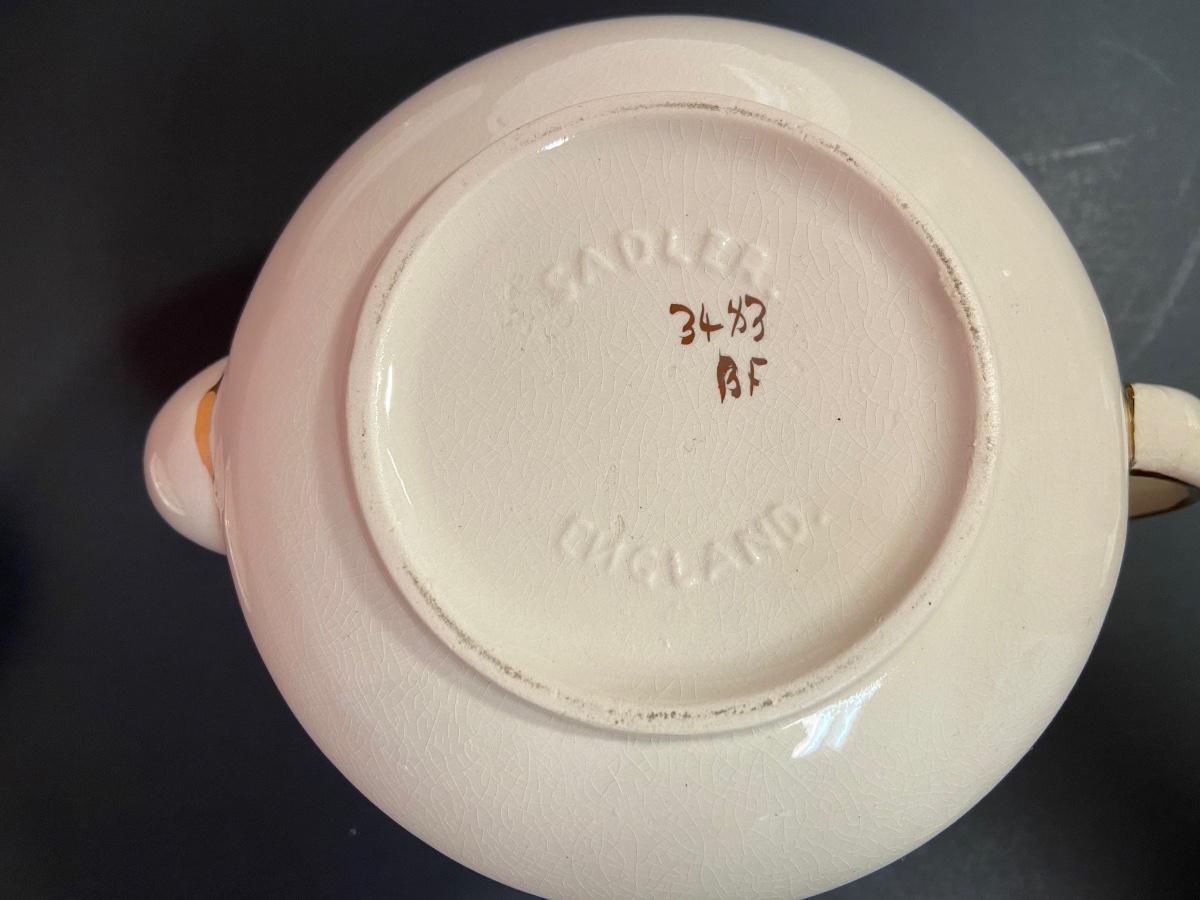 SADLER.
3483
BF
ENGLAND.